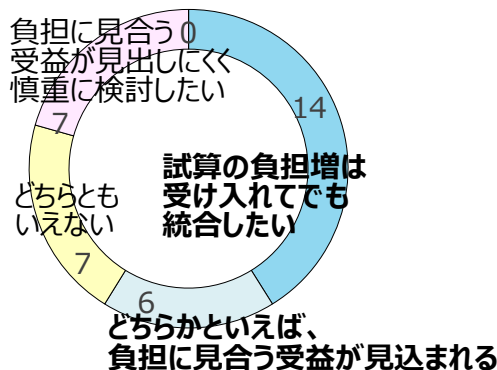 負担に見合う
受益が見出しにくく
慎重に検討したい
0
14
7
試算の負担増は
受け入れてでも
統合したい
どちらとも
いえない
7
6
どちらかといえば、
負担に見合う受益が見込まれる